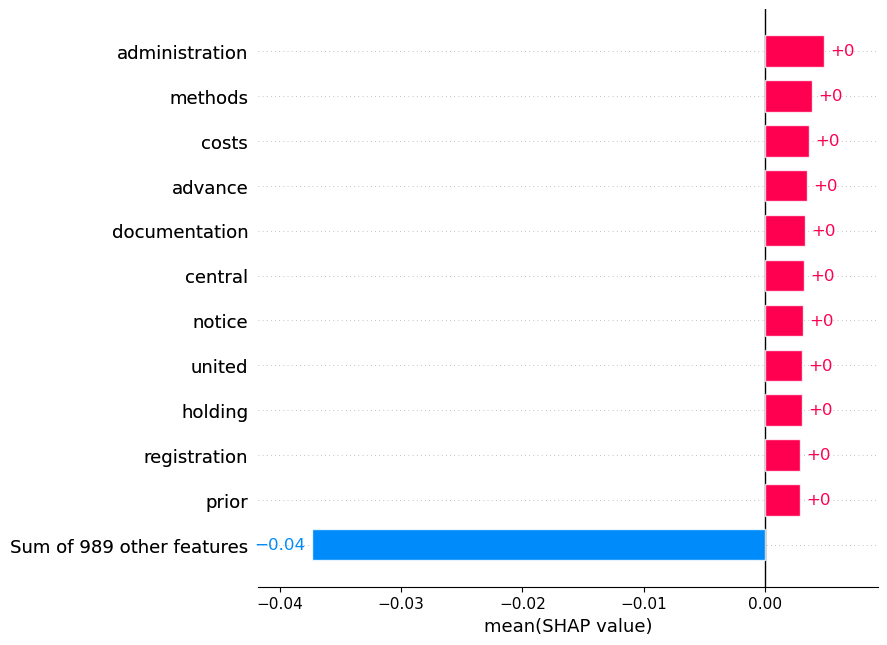 administration +0
methods +0
costs +0
advance +0
documentation +0
central +0
notice +0
united +0
holding +0
registration +0
prior +0
Sum of 989 other features −0.04
−0.04 −0.03 −0.02 −0.01 0.00
mean(SHAP value)